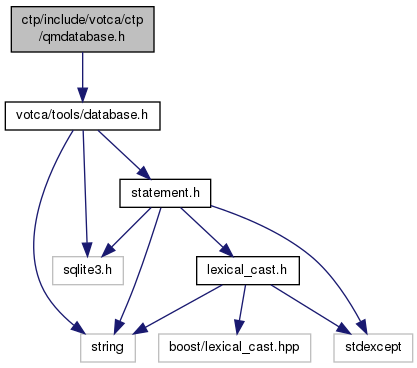 ctp/include/votca/ctp
/qmdatabase.h
votca/tools/database.h
statement.h
sqlite3.h
lexical_cast.h
string
boost/lexical_cast.hpp
stdexcept